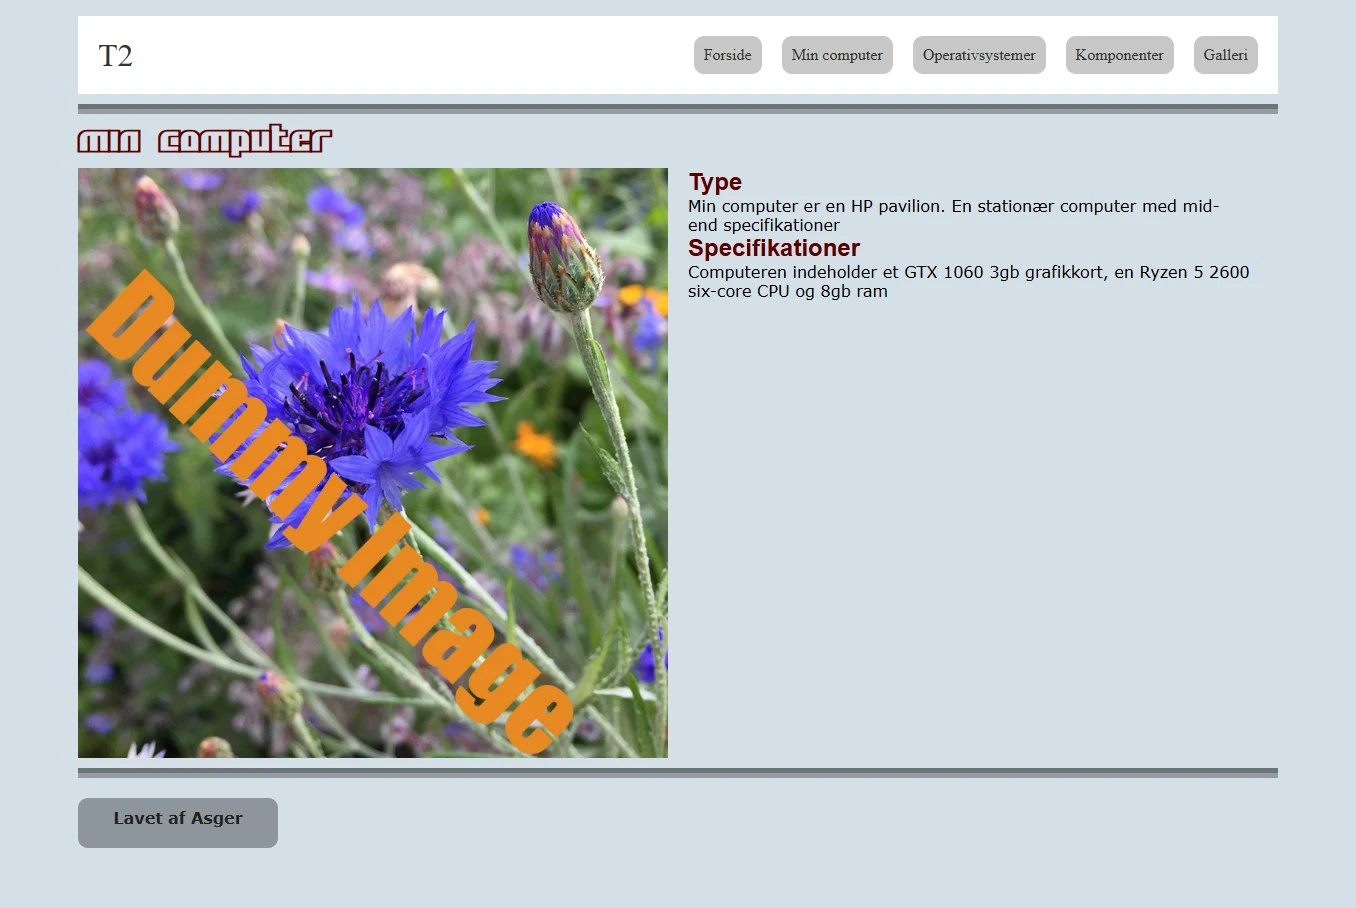 T2
Forside Min computer Operativsystemer Komponenter Galleri
min computer
Dummy Image
Type
Min computer er en HP pavilion. En stationær computer med mid-
end specifikationer
Specifikationer
Computeren indeholder et GTX 1060 3gb grafikkort, en Ryzen 5 2600
six-core CPU og 8gb ram
Lavet af Asger